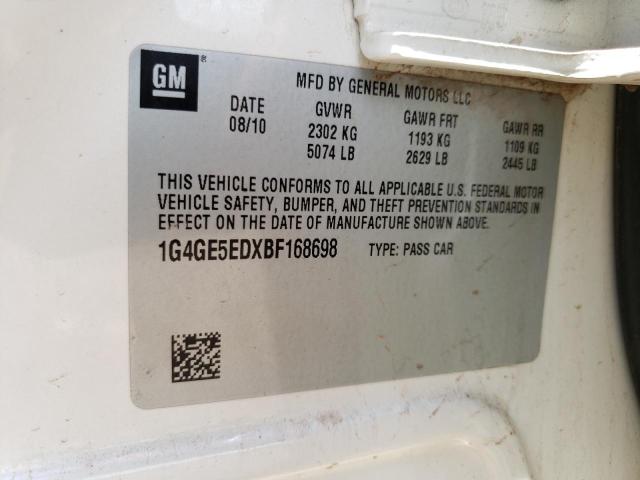 GM
MFD BY GENERAL MOTORS LLC
DATE GVWR GAWR FRT GAWR RR
08/10 2302 KG 1193 KG 1109 KG
5074 LB 2629 LB 2445 LB
THIS VEHICLE CONFORMS TO ALL APPLICABLE U.S. FEDERAL MOTOR
VEHICLE SAFETY, BUMPER, AND THEFT PREVENTION STANDARDS IN
EFFECT ON THE DATE OF MANUFACTURE SHOWN ABOVE.
1G4GE5EDXBF168698 TYPE: PASS CAR